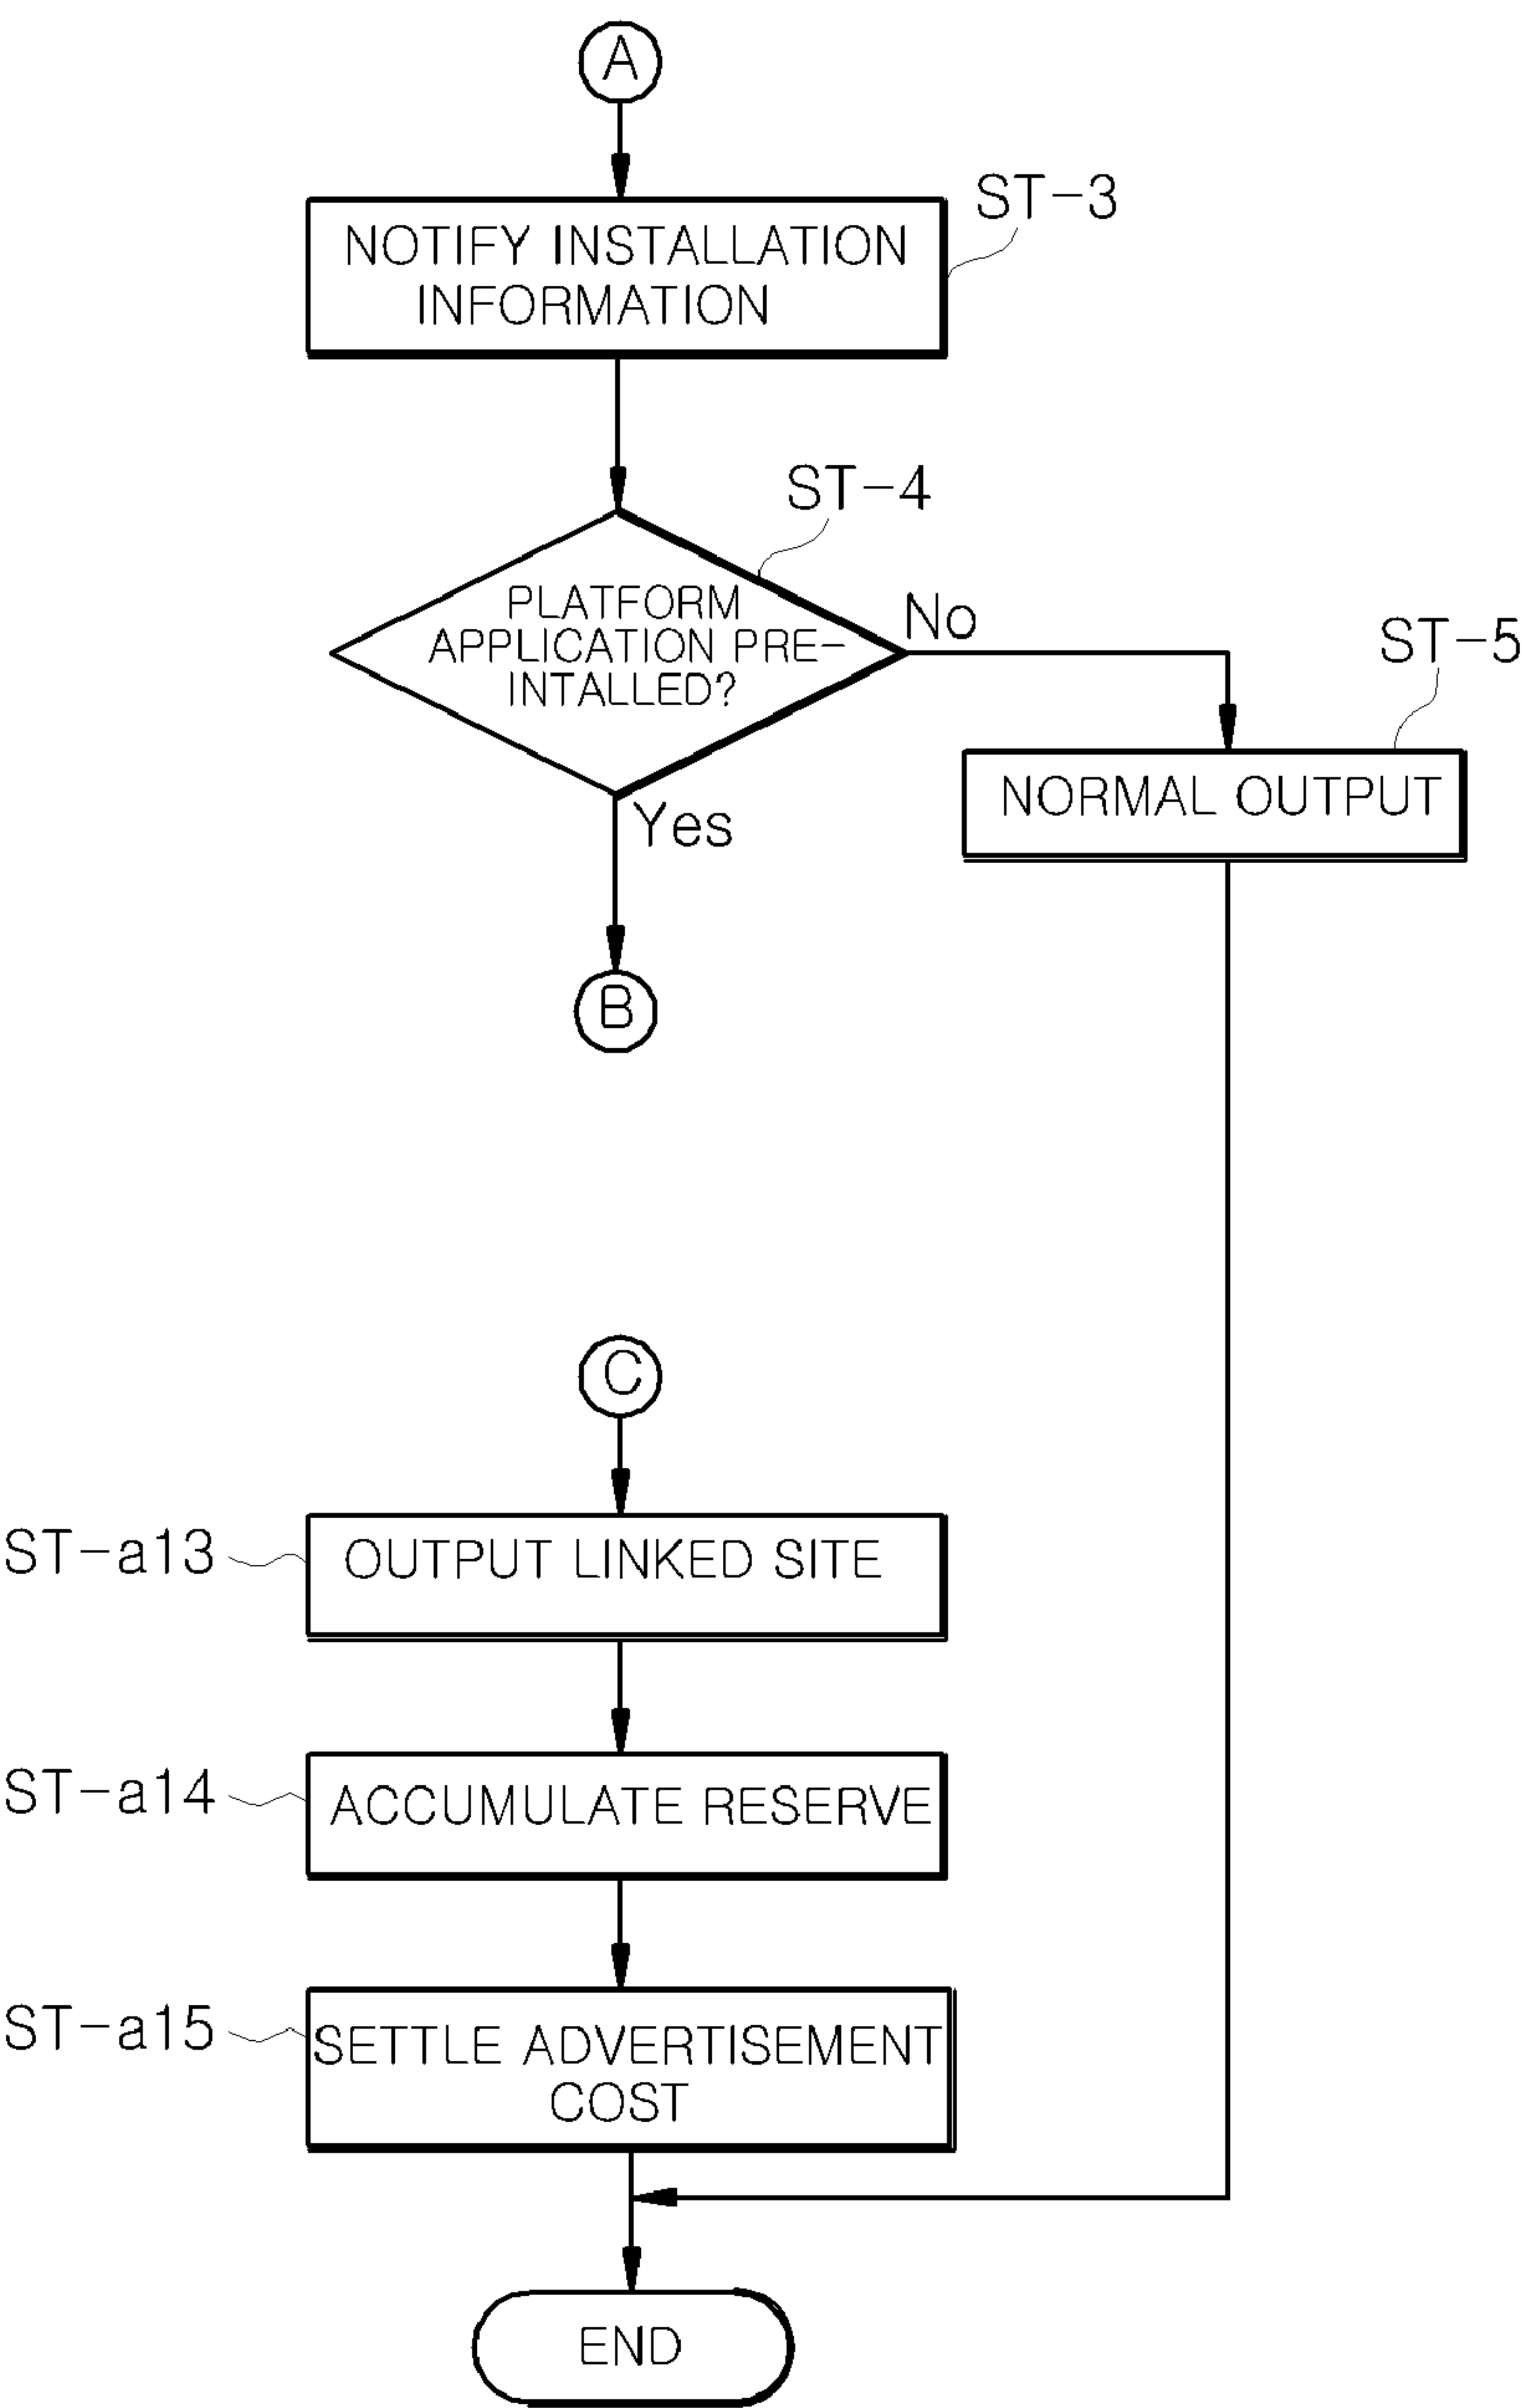 A
ST-3
NOTIFY INSTALLATION
INFORMATION
ST-4
PLATFORM
APPLICATION PRE-
INTALLED?
No
ST-5
NORMAL OUTPUT
Yes
B
C
ST-a13
OUTPUT LINKED SITE
ST-a14
ACCUMULATE RESERVE
ST-a15
SETTLE ADVERTISEMENT
COST
END